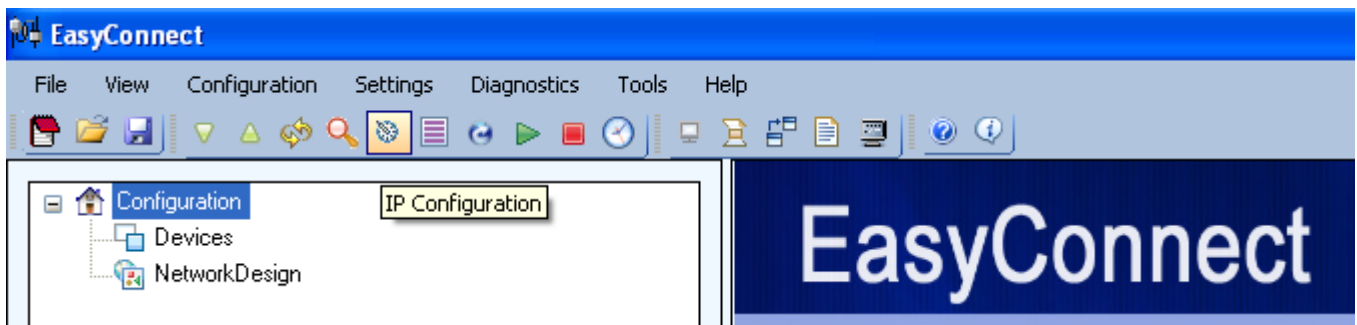 EasyConnect
File View Configuration Settings Diagnostics Tools Help
Configuration
IP Configuration
Devices
NetworkDesign
EasyConnect